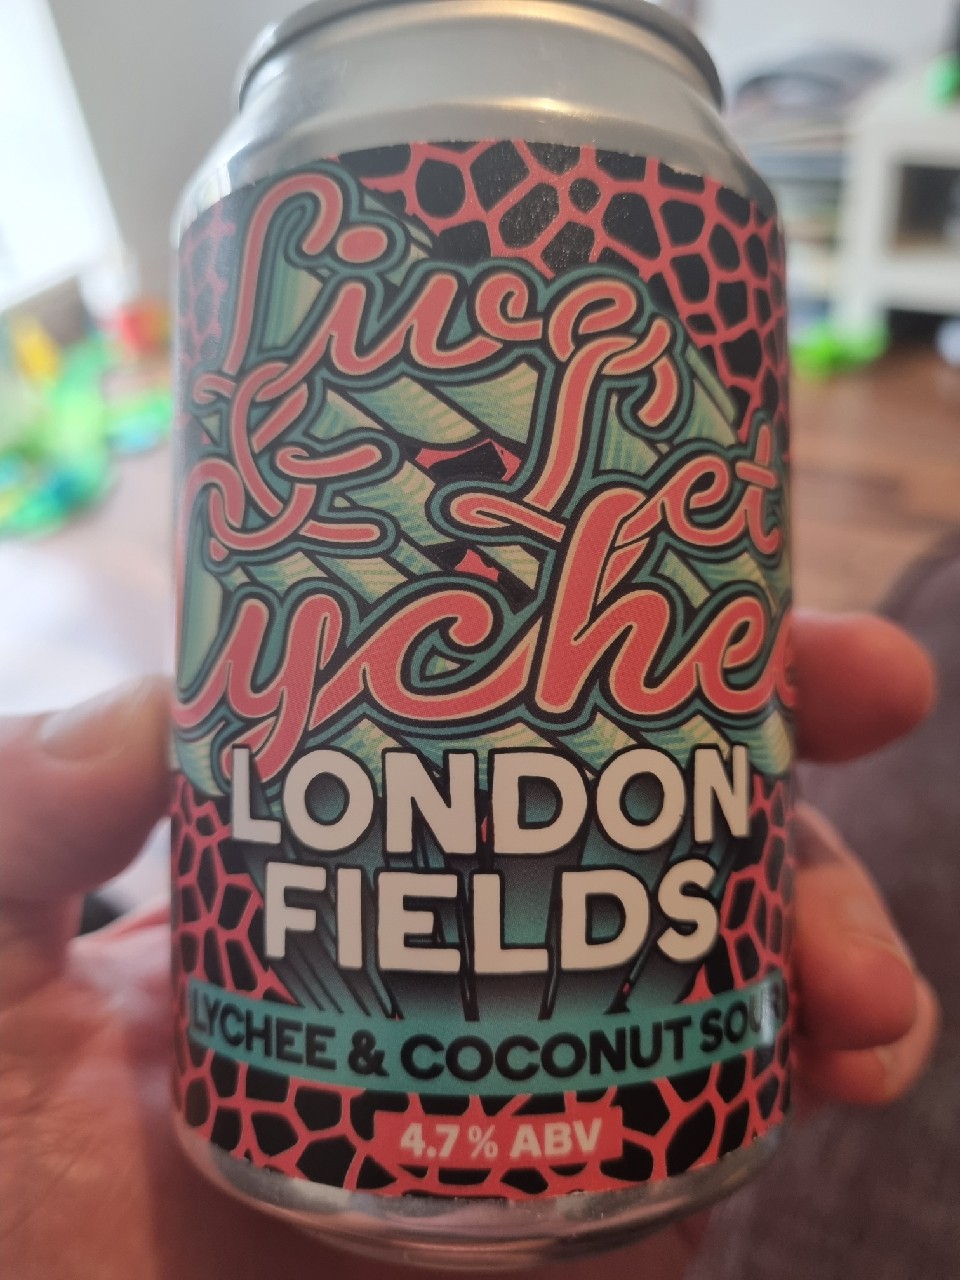 Live
& Let
Lychee
LONDON
FIELDS
LYCHEE & COCONUT SOUR
4.7% ABV